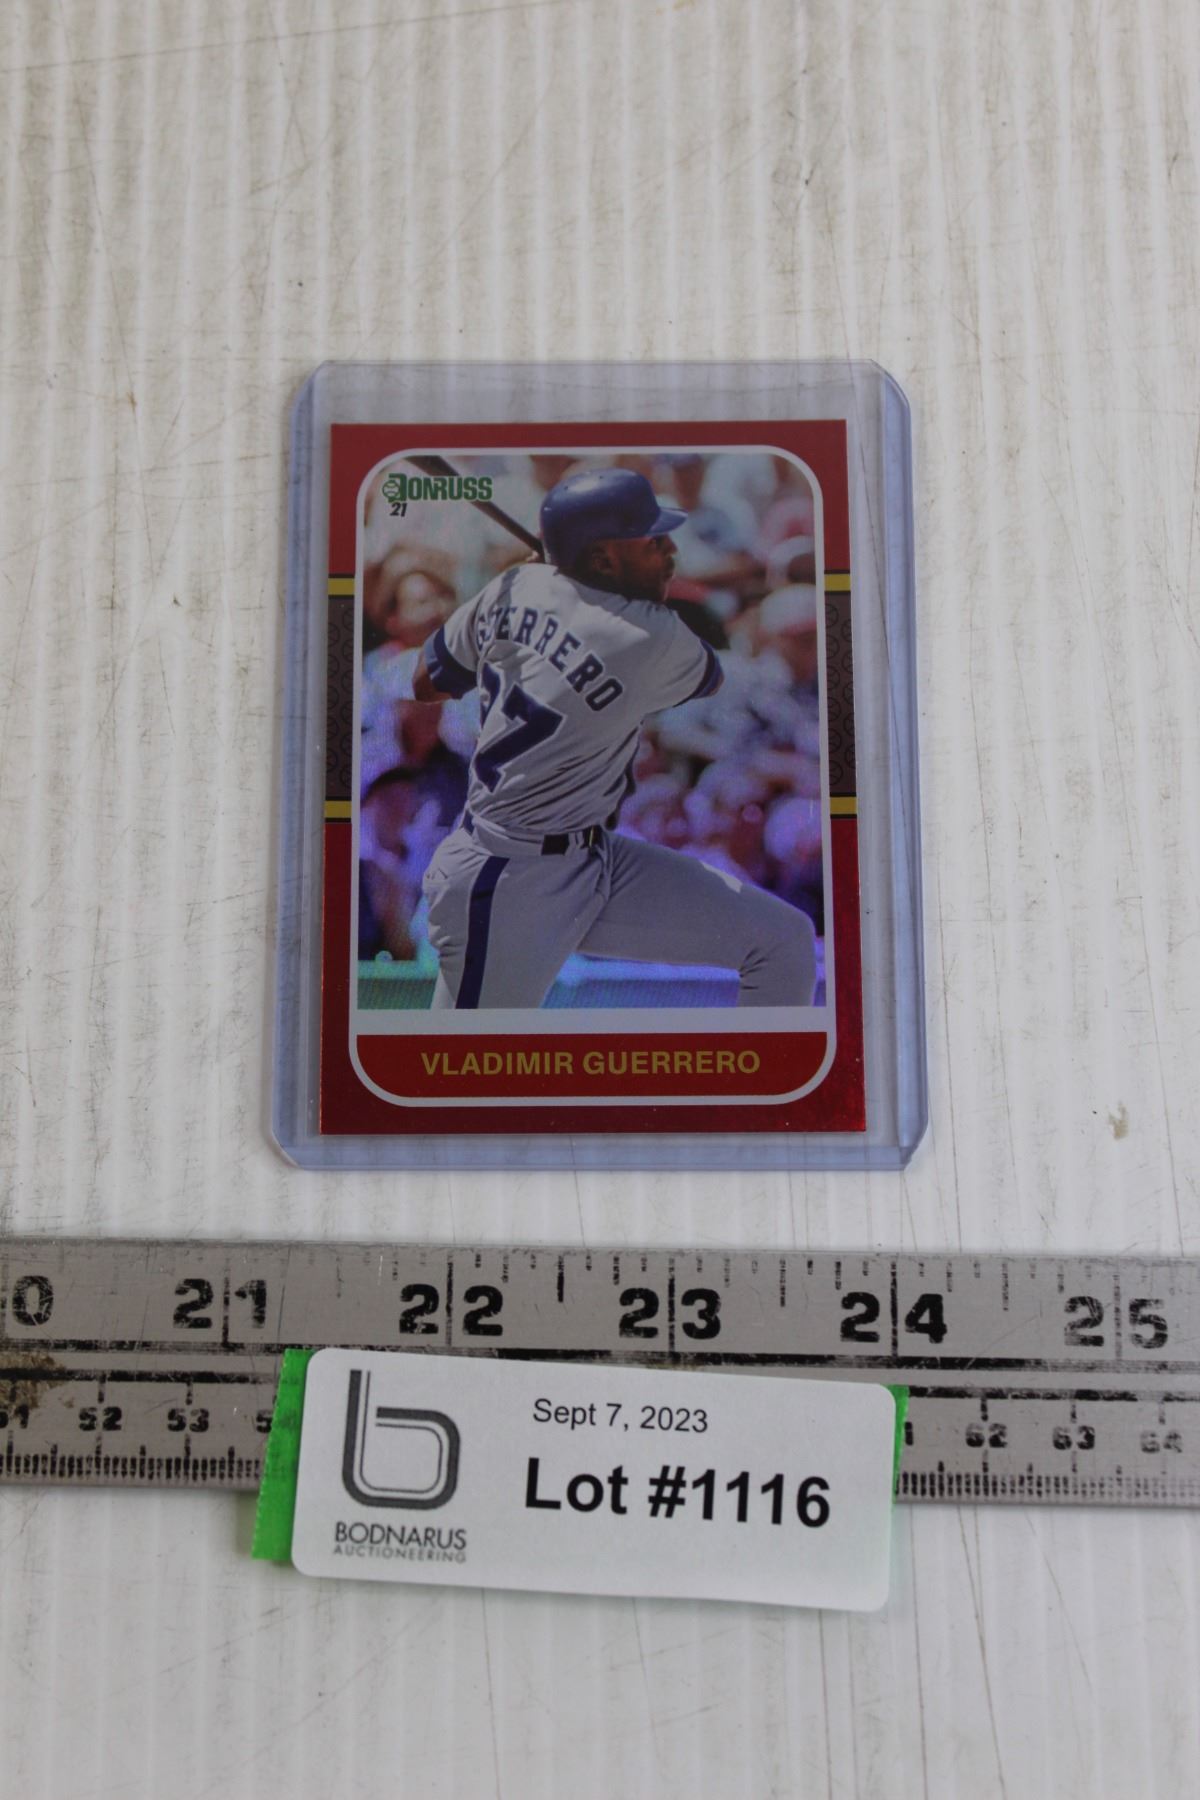 DONRUSS
21
GUERRERO
27
VLADIMIR GUERRERO
21 22 23 24 25
52 53 62 63 64
Sept 7, 2023
Lot #1116
BODNARUS
AUCTIONEERING